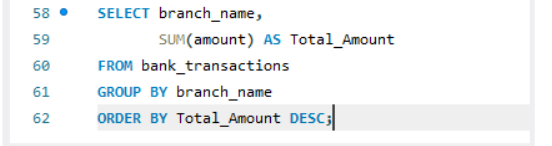 58 SELECT branch_name,
59 SUM(amount) AS Total_Amount
60 FROM bank_transactions
61 GROUP BY branch_name
62 ORDER BY Total_Amount DESC;